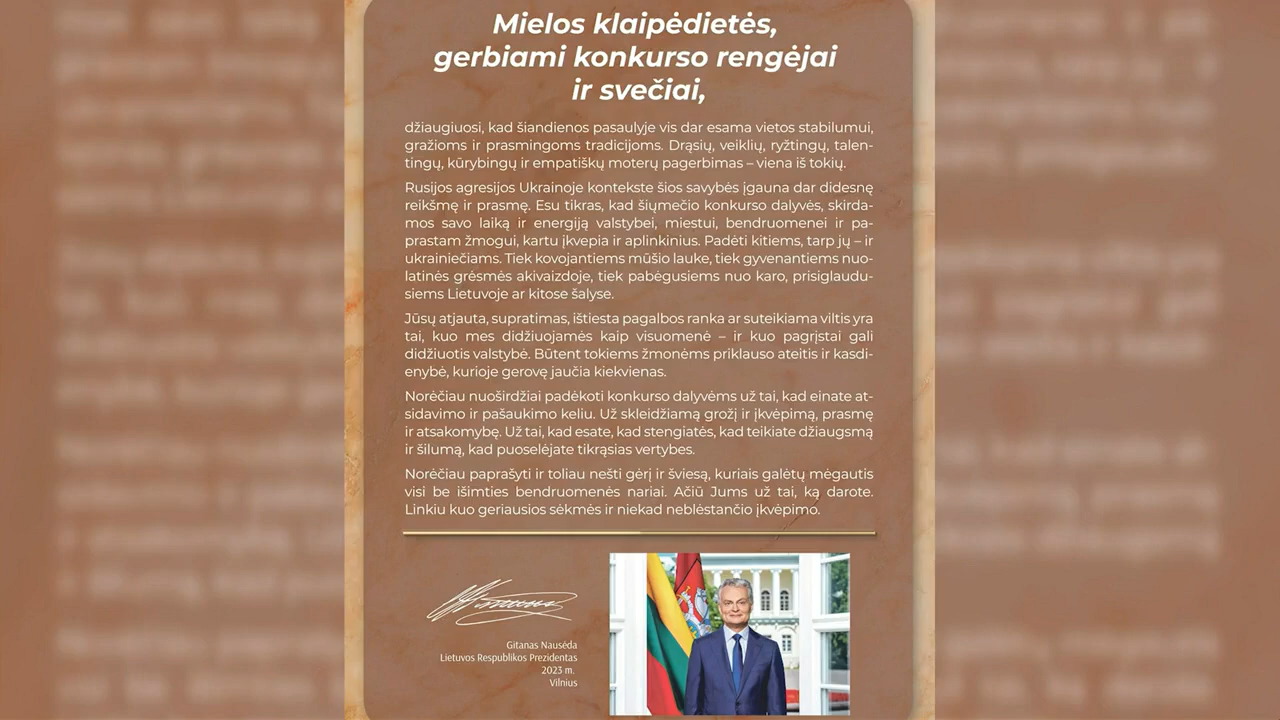 Mielos klaipėdietės,
gerbiami konkurso rengėjai
ir svečiai,
džiaugiuosi, kad šiandienos pasaulyje vis dar esama vietos stabilumui,
gražioms ir prasmingoms tradicijoms. Drąsių, veiklių, ryžtingų, talen-
tingų, kūrybingų ir empatiškų moterų pagerbimas – viena iš tokių.
Rusijos agresijos Ukrainoje kontekste šios savybės įgauna dar didesnę
reikšmę ir prasmę. Esu tikras, kad šiųmečio konkurso dalyvės, skirda-
mos savo laiką ir energiją valstybei, miestui, bendruomenei ir pa-
prastam žmogui, kartu įkvepia ir aplinkinius. Padėti kitiems, tarp jų – ir
ukrainiečiams. Tiek kovojantiems mūšio lauke, tiek gyvenantiems nuo-
latinės grėsmės akivaizdoje, tiek pabėgusiems nuo karo, prisiglaudu-
siems Lietuvoje ar kitose šalyse.
Jūsų atjauta, supratimas, ištiesta pagalbos ranka ar suteikiama viltis yra
tai, kuo mes didžiuojamės kaip visuomenė – ir kuo pagrįstai gali
didžiuotis valstybė. Būtent tokiems žmonėms priklauso ateitis ir kasdi-
enybė, kurioje gerovę jaučia kiekvienas.
Norėčiau nuoširdžiai padėkoti konkurso dalyvėms už tai, kad einate at-
sidavimo ir pašaukimo keliu. Už skleidžiamą grožį ir įkvėpimą, prasmę
ir atsakomybę. Už tai, kad esate, kad stengiatės, kad teikiate džiaugsmą
ir šilumą, kad puoselėjate tikrąsias vertybes.
Norėčiau paprašyti ir toliau nešti gėrį ir šviesą, kuriais galėtų mėgautis
visi be išimties bendruomenės nariai. Ačiū Jums už tai, ką darote.
Linkiu kuo geriausios sėkmės ir niekad neblėstančio įkvėpimo.
Gitanas Nausėda
Lietuvos Respublikos Prezidentas
2023 m.
Vilnius